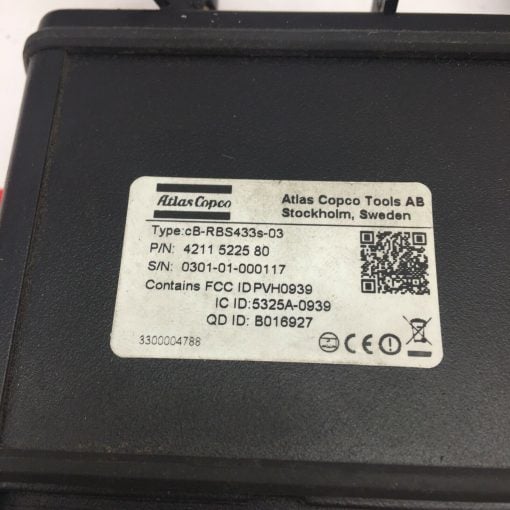 Atlas Copco
Atlas Copco Tools AB
Stockholm, Sweden
Type:cB-RBS433s-03
P/N: 4211 5225 80
S/N: 0301-01-000117
Contains FCC ID PVH0939
IC ID:5325A-0939
QD ID: B016927
3300004788
CE